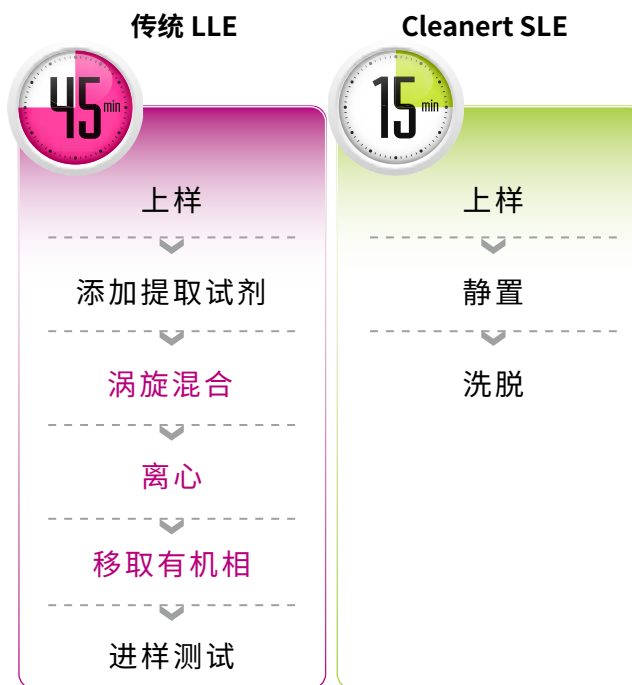 传统 LLE
45 min
上样
添加提取试剂
涡旋混合
离心
移取有机相
进样测试
Cleanert SLE
15 min
上样
静置
洗脱